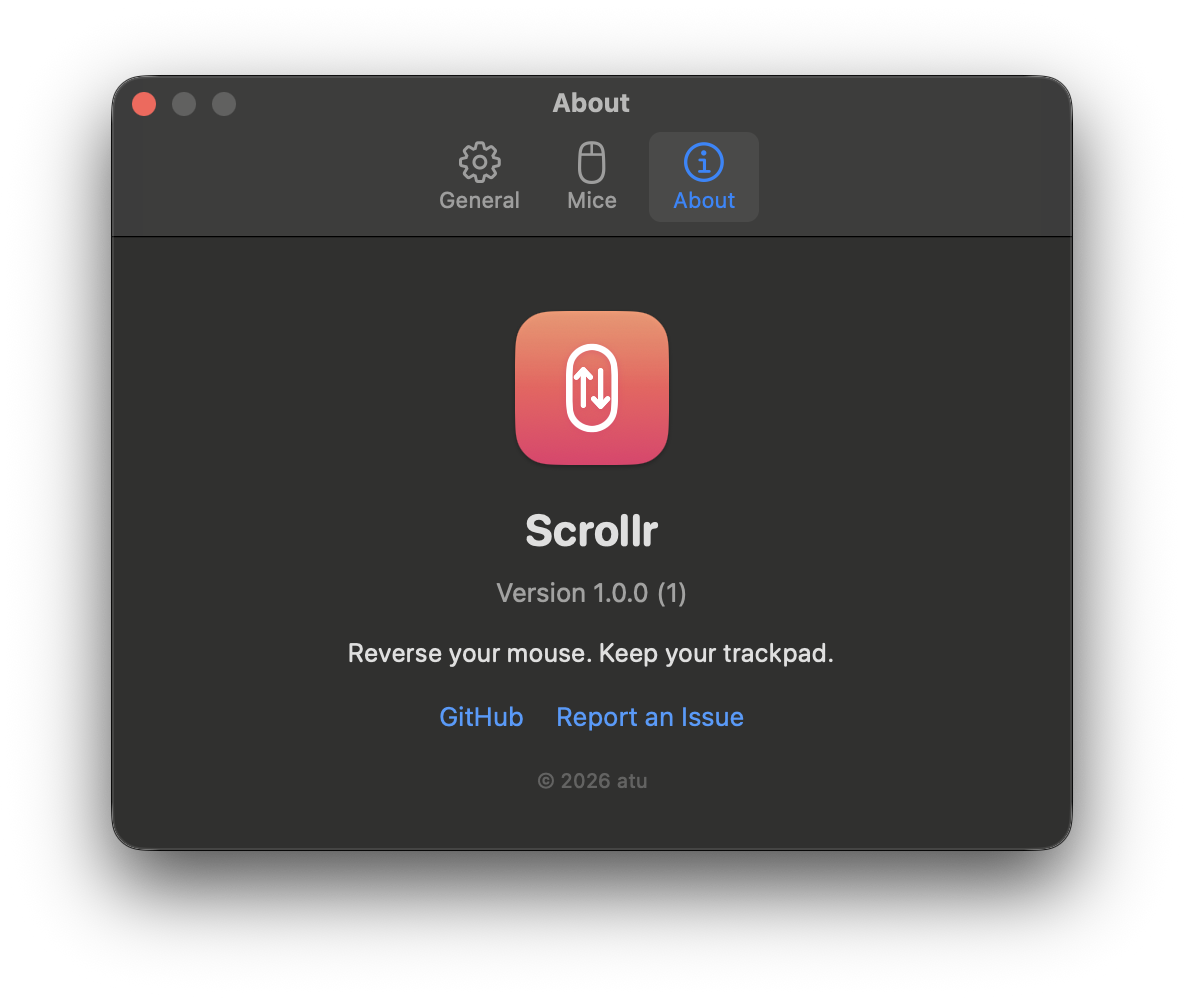 About
General Mice About
Scrollr
Version 1.0.0 (1)
Reverse your mouse. Keep your trackpad.
GitHub Report an Issue
© 2026 atu